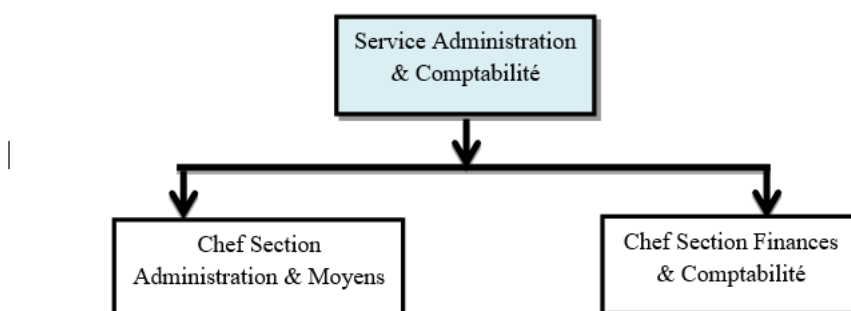 Service Administration
& Comptabilité
Chef Section
Administration & Moyens
Chef Section Finances
& Comptabilité